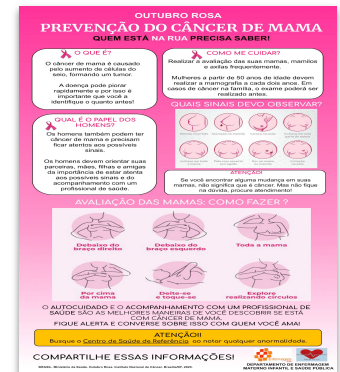 OUTUBRO ROSA
PREVENÇÃO DO CÂNCER DE MAMA
QUEM ESTÁ NA RUA PRECISA SABER!
O QUE É?
O câncer de mama é causado
pelo aumento de células do
seio, formando um tumor.
A doença pode piorar
rapidamente e por isso é
importante que você a
identifique o quanto antes!
COMO ME CUIDAR?
Realizar a avaliação das suas mamas, mamilos
e axilas frequentemente.
Mulheres a partir de 50 anos de idade devem
realizar a mamografia a cada dois anos. Em
casos de câncer na família, o exame poderá ser
realizado antes.
QUAL É O PAPEL DOS
HOMENS?
Os homens também podem ter
câncer de mama e precisam
ficar atentos aos possíveis
sinais.
Os homens devem orientar suas
parceiras, mães, filhas e amigas
da importância de estar atenta
aos possíveis sinais e do
acompanhamento com um
profissional de saúde.
QUAIS SINAIS DEVO OBSERVAR?
ATENÇÃO!
Se você encontrar alguma mudança em suas
mamas, não significa que é câncer. Mas não fique
na dúvida, procure atendimento!
AVALIAÇÃO DAS MAMAS: COMO FAZER ?
Debaixo do
braço direito
Debaixo do
braço esquerdo
Toda a mama
Por cima
da mama
Deite-se
e toque-se
Explore
realizando círculos
O AUTOCUIDADO E O ACOMPANHAMENTO COM UM PROFISSIONAL DE
SAÚDE SÃO AS MELHORES MANEIRAS DE VOCÊ DESCOBRIR SE ESTÁ
COM CÂNCER DE MAMA.
FIQUE ALERTA E CONVERSE SOBRE ISSO COM QUEM VOCÊ AMA!
ATENÇÃO!!
Busque o Centro de Saúde de Referência ao notar qualquer anormalidade.
COMPARTILHE ESSAS INFORMAÇÕES!
DEPARTAMENTO DE ENFERMAGEM
MATERNO INFANTIL E SAÚDE PÚBLICA